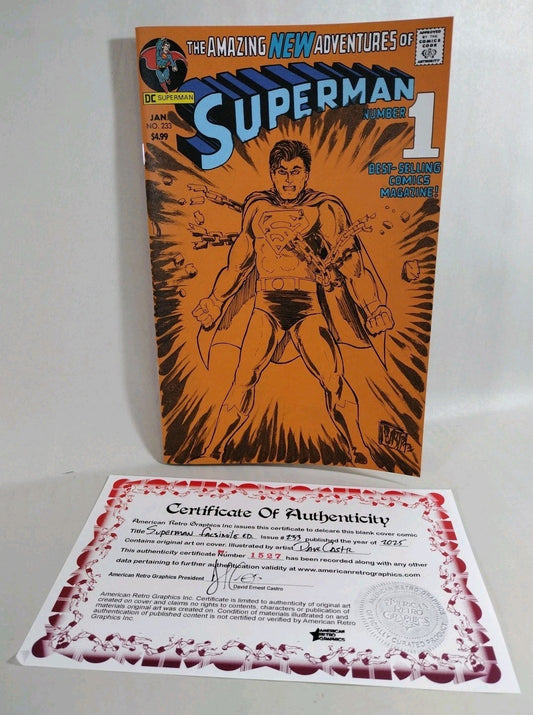 THE AMAZING NEW ADVENTURES OF
SUPERMAN
DC SUPERMAN
JAN
NO. 233
$4.99
APPROVED BY THE COMICS CODE AUTHORITY
NUMBER 1
BEST-SELLING
COMICS
MAGAZINE!
Certificate Of Authenticity
American Retro Graphics Inc issues this certificate to delcare this blank cover comic
Title Superman facsimile ED. Issue # 233 published the year of 2025
Contains original art on cover illustrated by artist Dave Castr
This authenticity certificate Number 1527 has been recorded along with any other
data pertaining to further authentication validity at www.americanretrographics.com
American Retro Graphics President
David Ernest Castro
American Retro Graphics Inc. Certificate is limited to authenticity of original art
created on cover and claims no rights to contents, characters or publication of
materials original art was created on. Condition of materials illustrated on and
authentication of published content is not certified or verified by American Retro
Graphics Inc.
AMERICAN
RETRO
GRAPHICS